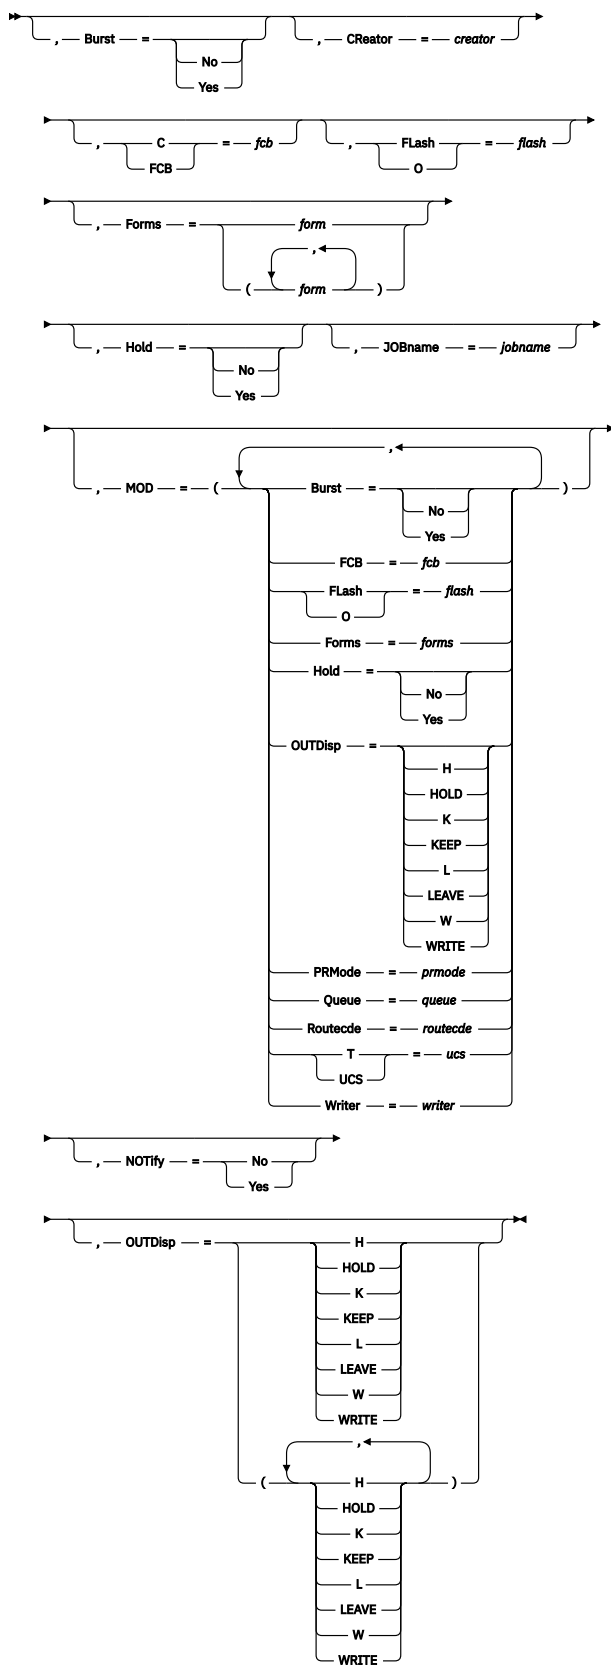 , Burst = , CReator = creator
No
Yes
, C = fcb , FLash = flash
FCB O
, Forms = form
,
( form )
, Hold = , JOBname = jobname
No
Yes
,
, MOD = ( Burst = )
No
Yes
FCB = fcb
FLash = flash
O
Forms = forms
Hold =
No
Yes
OUTDisp =
H
HOLD
K
KEEP
L
LEAVE
W
WRITE
PRMode = prmode
Queue = queue
Routecde = routecde
T = ucs
UCS
Writer = writer
, NOTify = No
Yes
, OUTDisp = H
HOLD
K
KEEP
L
LEAVE
W
WRITE
,
( H )
HOLD
K
KEEP
L
LEAVE
W
WRITE